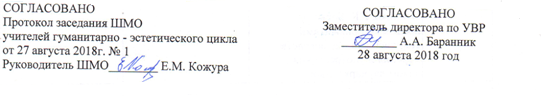 СОГЛАСОВАНО
Протокол заседания ШМО
учителей гуманитарно - эстетического цикла
от 27 августа 2018г. № 1
Руководитель ШМО Е.М. Кожура
СОГЛАСОВАНО
Заместитель директора по УВР
А.А. Баранник
28 августа 2018 год